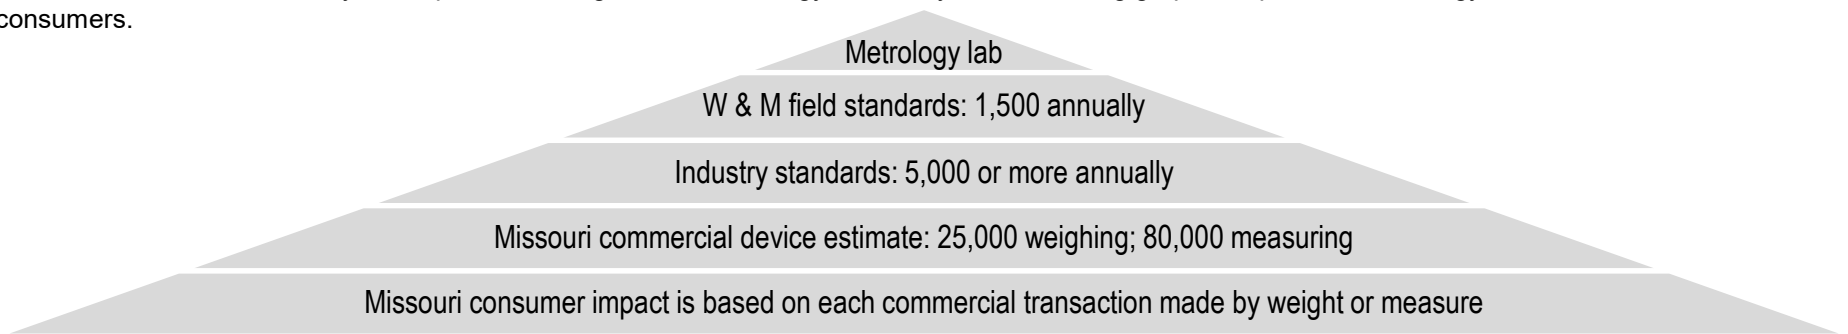 consumers.
Metrology lab
W & M field standards: 1,500 annually
Industry standards: 5,000 or more annually
Missouri commercial device estimate: 25,000 weighing; 80,000 measuring
Missouri consumer impact is based on each commercial transaction made by weight or measure